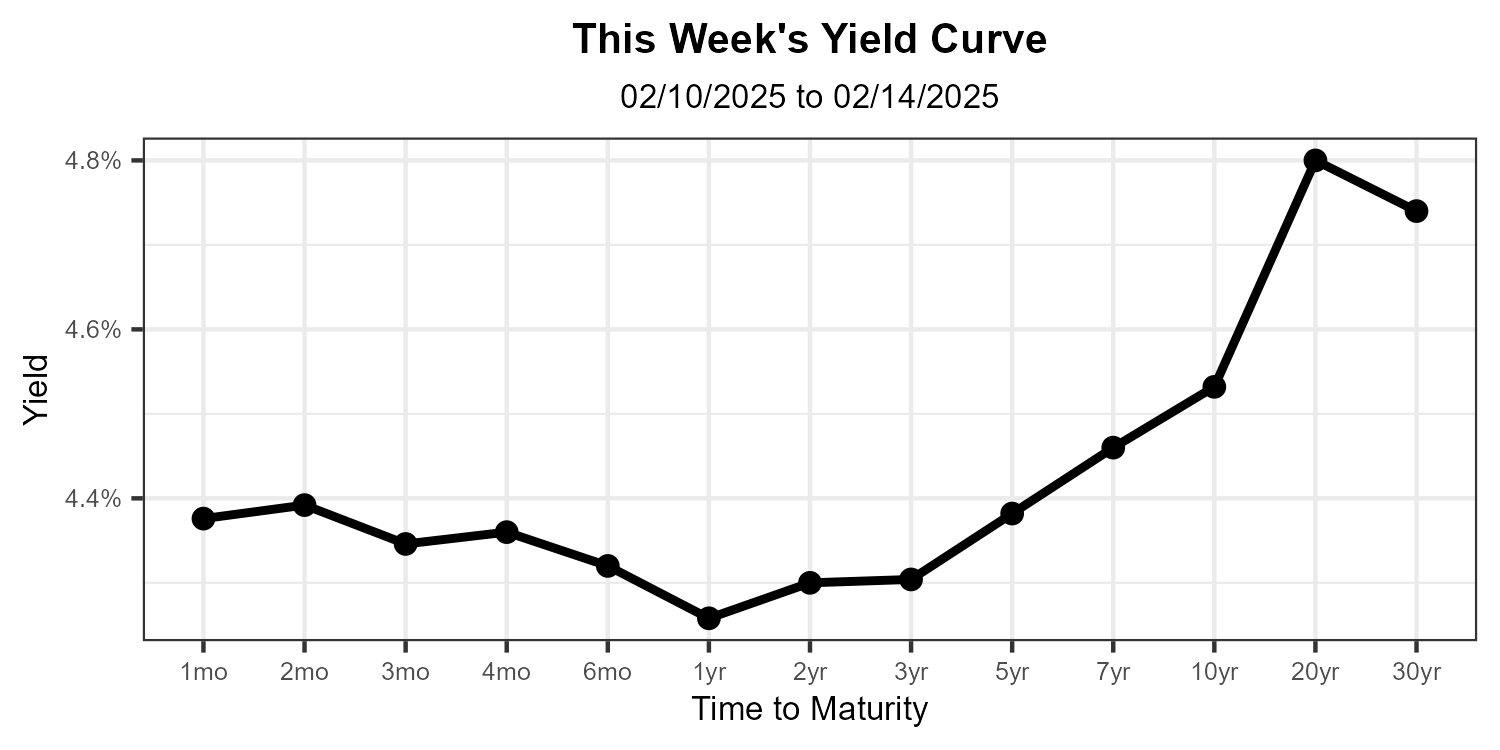 This Week's Yield Curve
02/10/2025 to 02/14/2025
4.8%
4.6%
4.4%
Yield
1mo 2mo 3mo 4mo 6mo 1yr 2yr 3yr 5yr 7yr 10yr 20yr 30yr
Time to Maturity